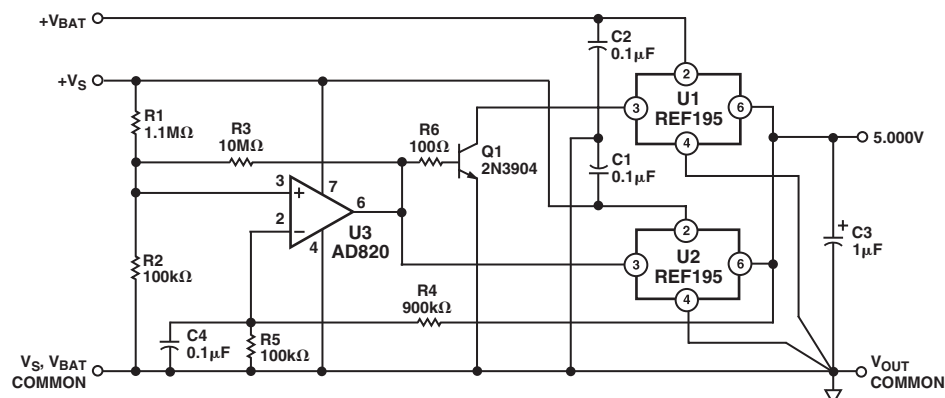 +VBAT
C2
0.1µF
2
U1
REF195
3
6
4
+VS
R1
1.1MΩ
R3
10MΩ
R6
100Ω
Q1
2N3904
C1
0.1µF
5.000V
3
+
7
6
2
−
4
U3
AD820
2
U2
REF195
3
6
4
+
C3
1µF
R2
100kΩ
R4
900kΩ
C4
0.1µF
R5
100kΩ
VS, VBAT
COMMON
VOUT
COMMON